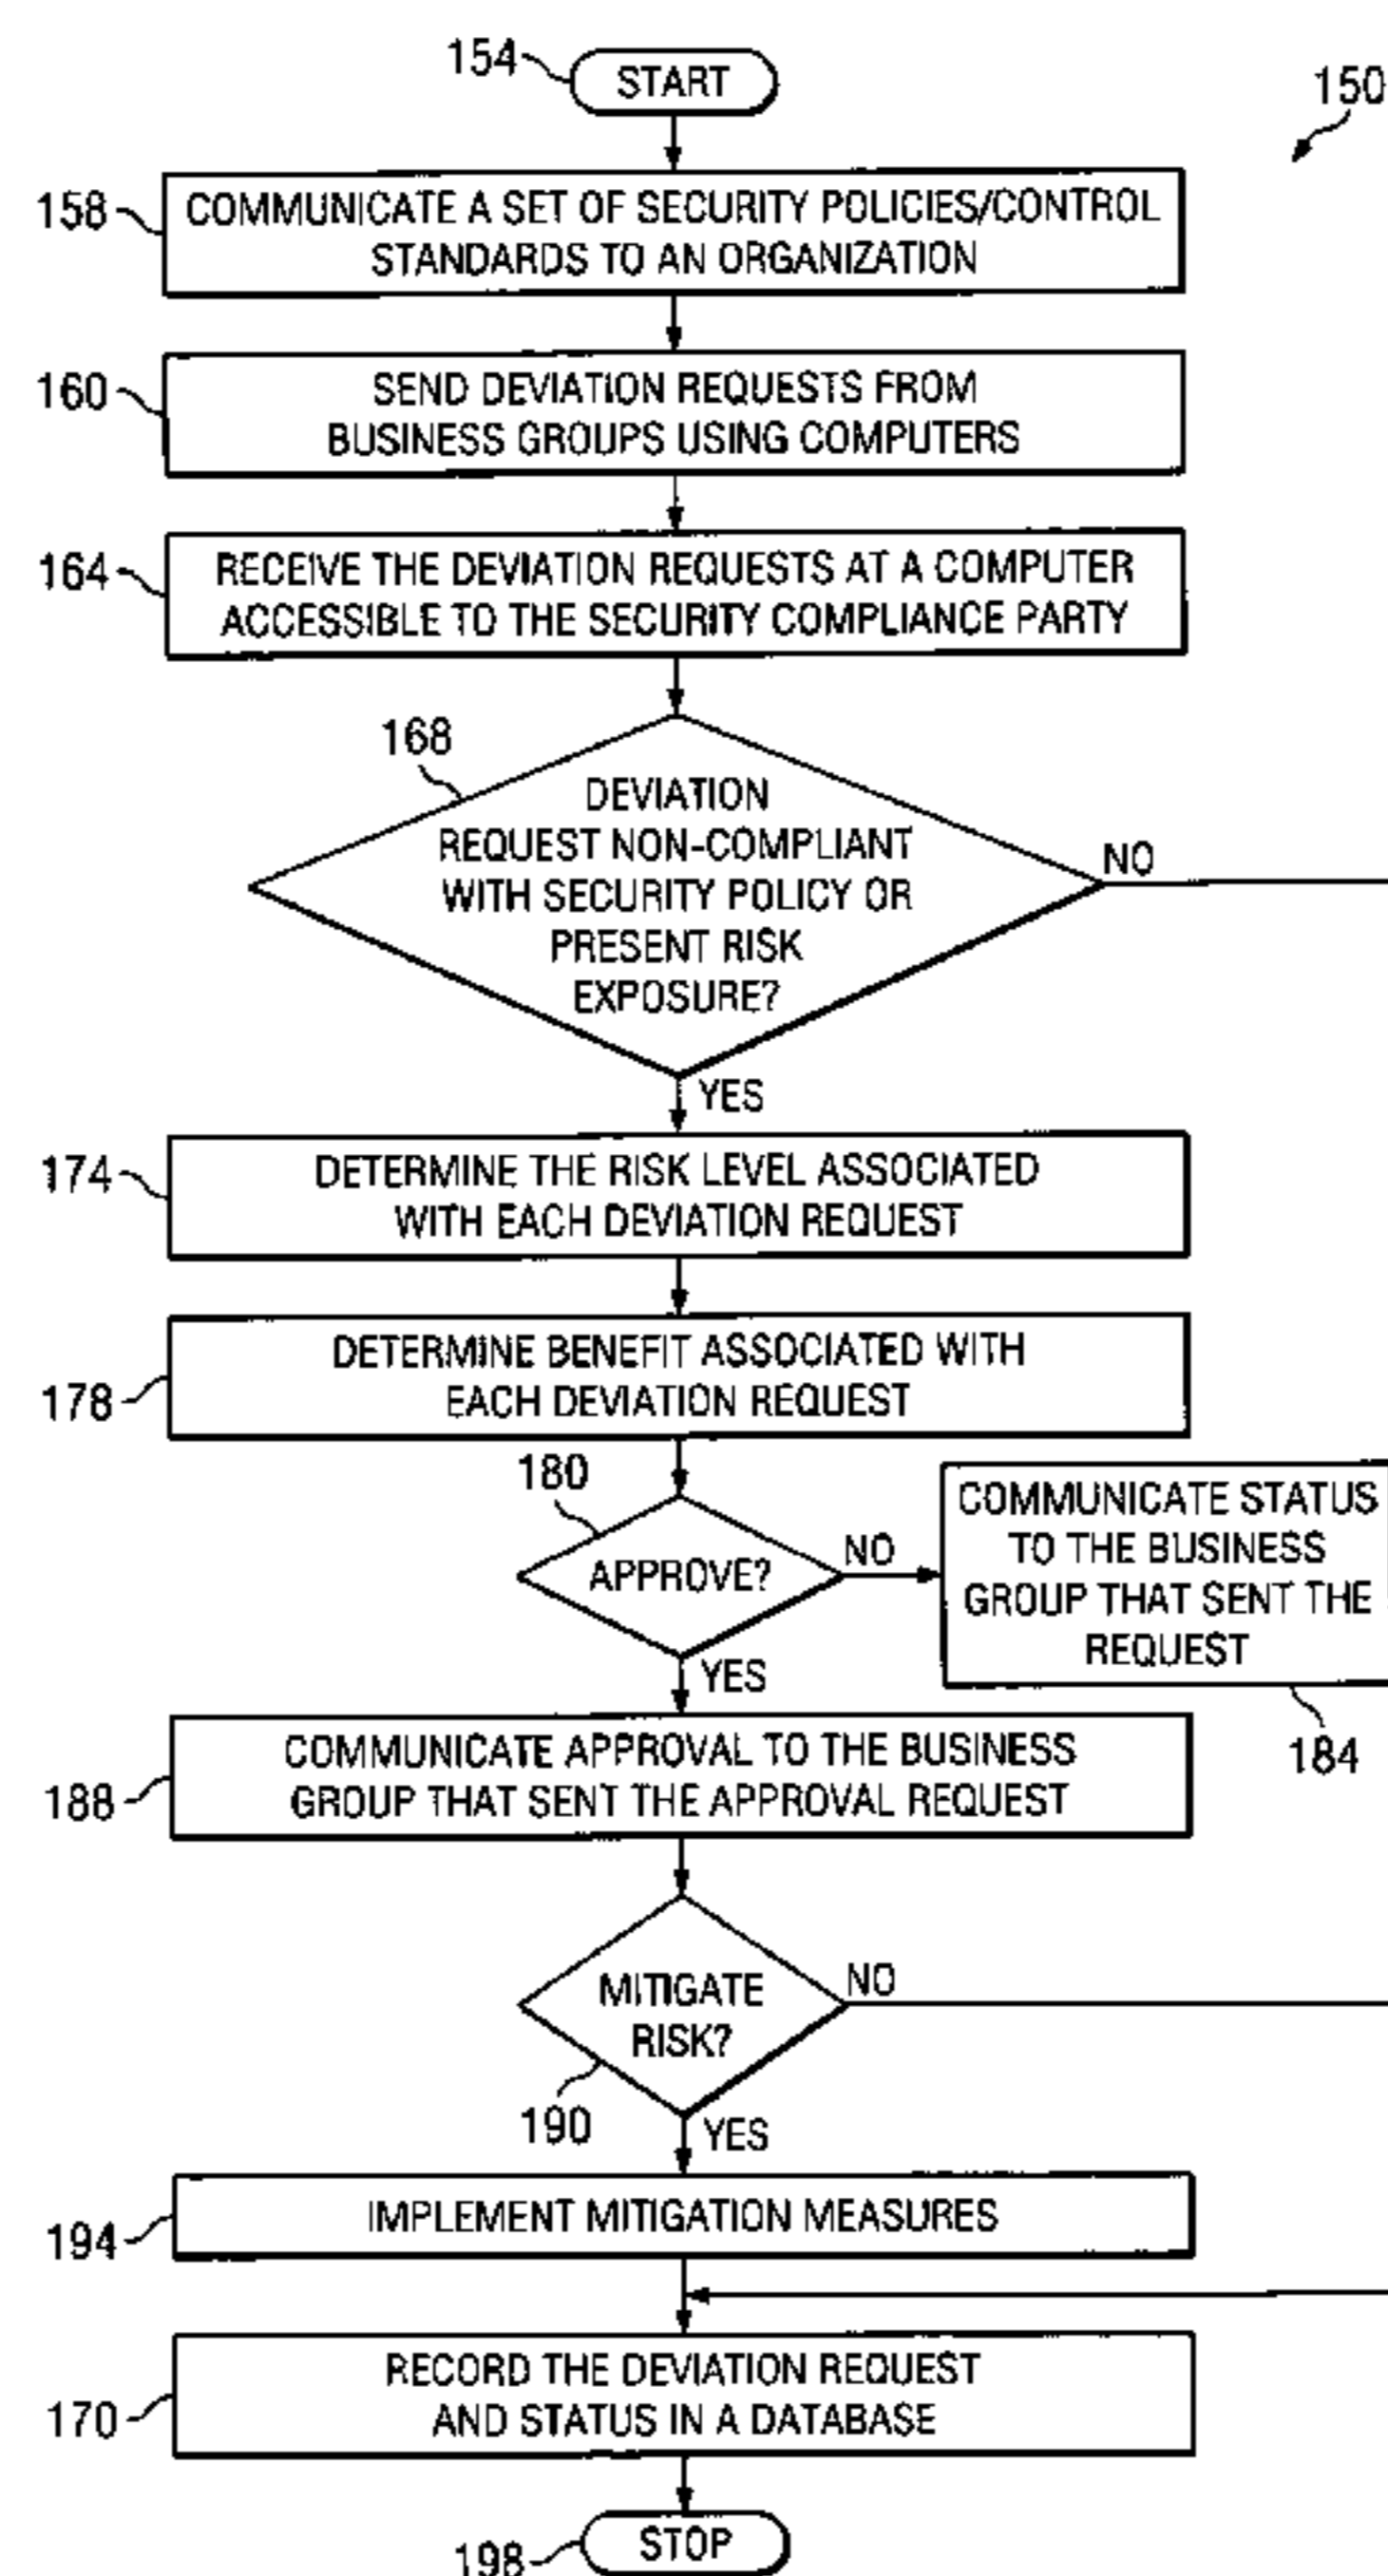 154
START
150
158
COMMUNICATE A SET OF SECURITY POLICIES/CONTROL
STANDARDS TO AN ORGANIZATION
160
SEND DEVIATION REQUESTS FROM
BUSINESS GROUPS USING COMPUTERS
164
RECEIVE THE DEVIATION REQUESTS AT A COMPUTER
ACCESSIBLE TO THE SECURITY COMPLIANCE PARTY
168
DEVIATION
REQUEST NON-COMPLIANT
WITH SECURITY POLICY OR
PRESENT RISK
EXPOSURE?
NO
YES
174
DETERMINE THE RISK LEVEL ASSOCIATED
WITH EACH DEVIATION REQUEST
178
DETERMINE BENEFIT ASSOCIATED WITH
EACH DEVIATION REQUEST
180
APPROVE?
NO
COMMUNICATE STATUS
TO THE BUSINESS
GROUP THAT SENT THE
REQUEST
184
YES
188
COMMUNICATE APPROVAL TO THE BUSINESS
GROUP THAT SENT THE APPROVAL REQUEST
MITIGATE
RISK?
NO
190
YES
194
IMPLEMENT MITIGATION MEASURES
170
RECORD THE DEVIATION REQUEST
AND STATUS IN A DATABASE
198
STOP